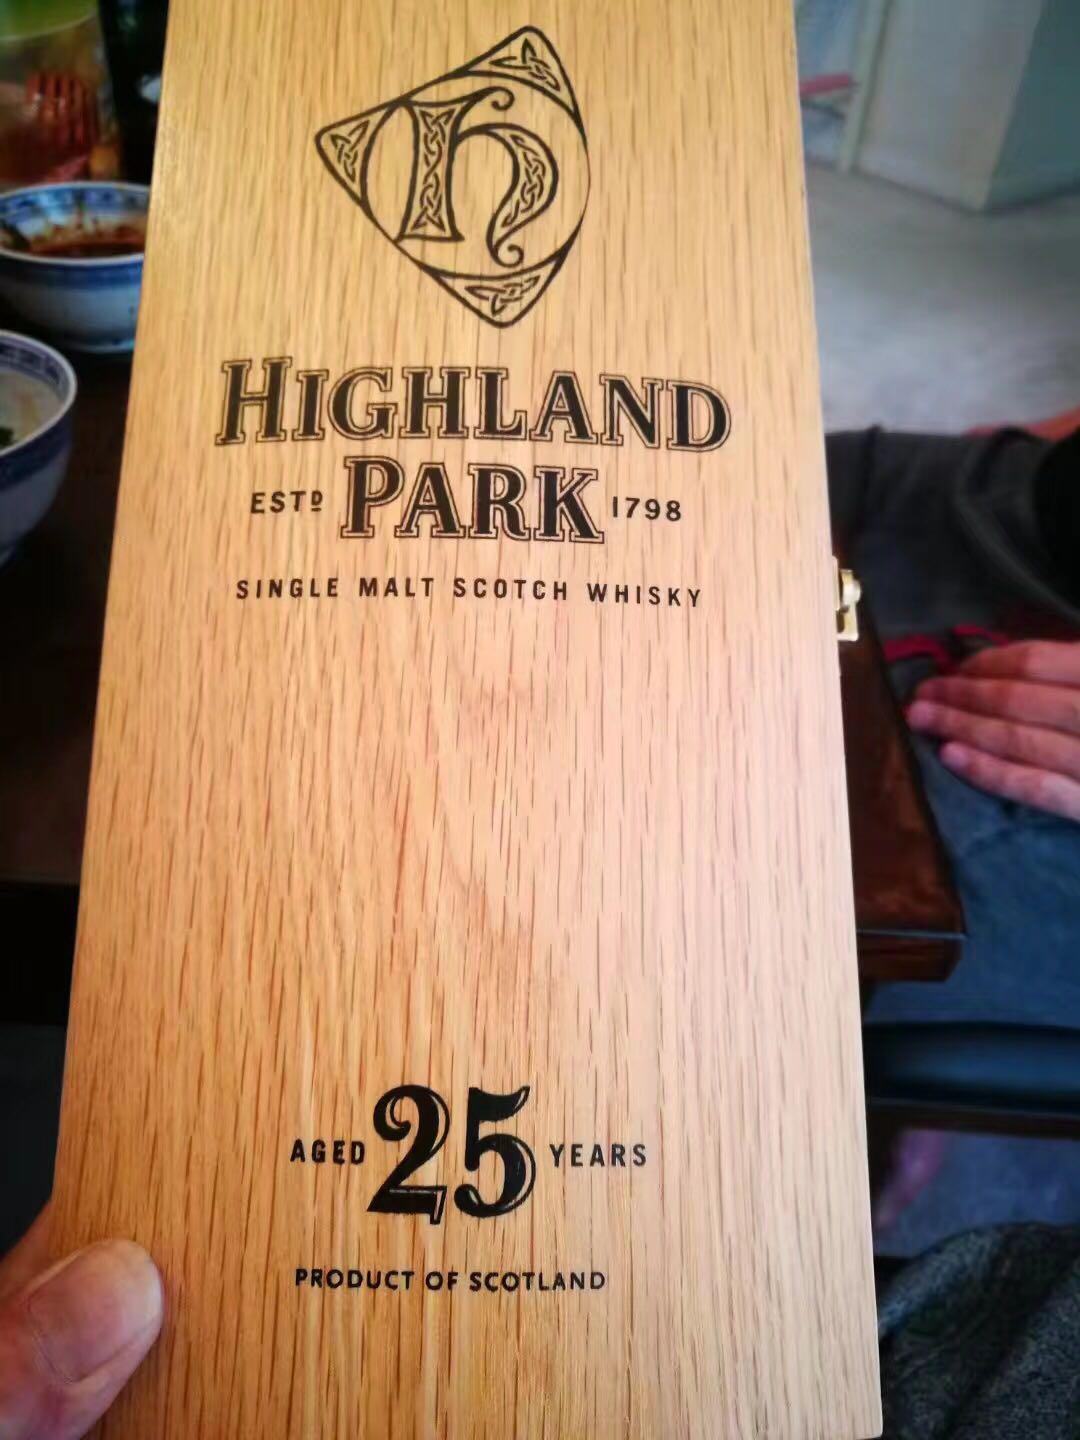 H
HIGHLAND
ESTD PARK 1798
SINGLE MALT SCOTCH WHISKY
AGED 25 YEARS
PRODUCT OF SCOTLAND